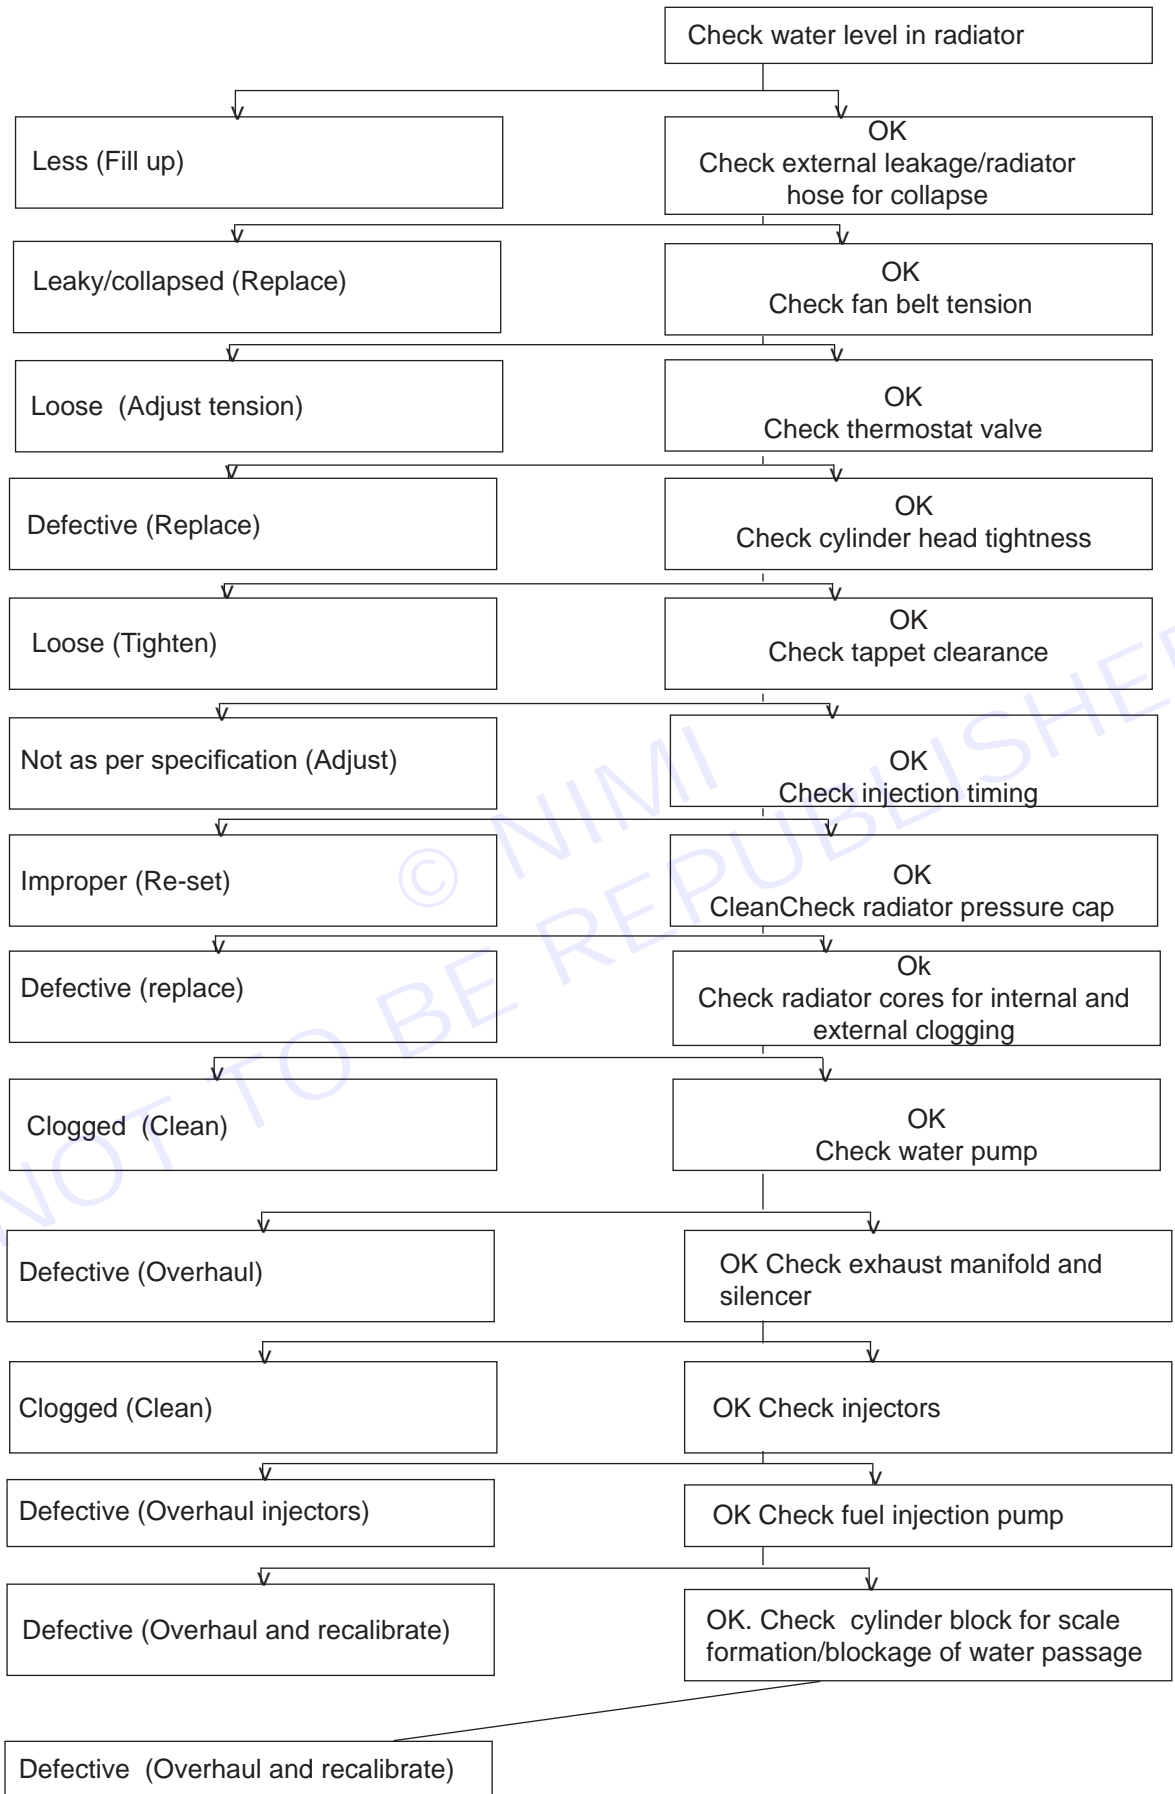 Check water level in radiator
Less (Fill up)
OK
Check external leakage/radiator
hose for collapse
Leaky/collapsed (Replace)
OK
Check fan belt tension
Loose  (Adjust tension)
OK
Check thermostat valve
Defective (Replace)
OK
Check cylinder head tightness
Loose (Tighten)
OK
Check tappet clearance
Not as per specification (Adjust)
OK
Check injection timing
Improper (Re-set)
OK
CleanCheck radiator pressure cap
Defective (replace)
Ok
Check radiator cores for internal and
external clogging
Clogged  (Clean)
OK
Check water pump
Defective (Overhaul)
OK Check exhaust manifold and
silencer
Clogged (Clean)
OK Check injectors
Defective (Overhaul injectors)
OK Check fuel injection pump
Defective (Overhaul and recalibrate)
OK. Check  cylinder block for scale
formation/blockage of water passage
Defective  (Overhaul and recalibrate)
© NIMI
NOT TO BE REPUBLISHED